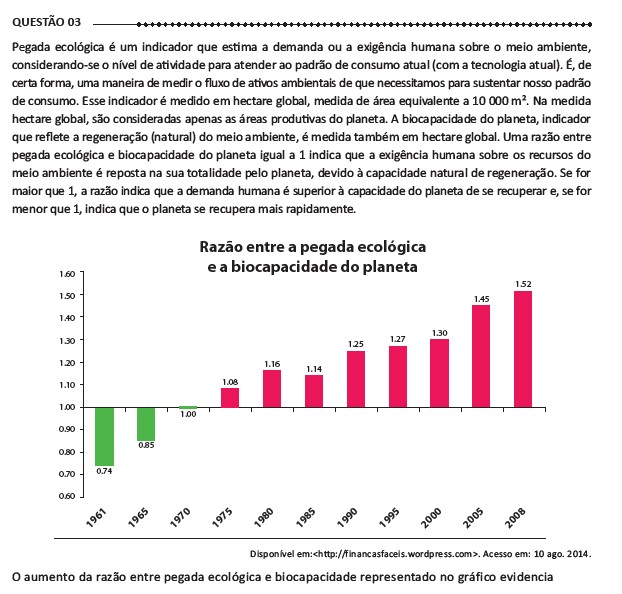 QUESTÃO 03
Pegada ecológica é um indicador que estima a demanda ou a exigência humana sobre o meio ambiente,
considerando-se o nível de atividade para atender ao padrão de consumo atual (com a tecnologia atual). É, de
certa forma, uma maneira de medir o fluxo de ativos ambientais de que necessitamos para sustentar nosso padrão
de consumo. Esse indicador é medido em hectare global, medida de área equivalente a 10 000 m². Na medida
hectare global, são consideradas apenas as áreas produtivas do planeta. A biocapacidade do planeta, indicador
que reflete a regeneração (natural) do meio ambiente, é medida também em hectare global. Uma razão entre
pegada ecológica e biocapacidade do planeta igual a 1 indica que a exigência humana sobre os recursos do
meio ambiente é reposta na sua totalidade pelo planeta, devido à capacidade natural de regeneração. Se for
maior que 1, a razão indica que a demanda humana é superior à capacidade do planeta de se recuperar e, se for
menor que 1, indica que o planeta se recupera mais rapidamente.
Razão entre a pegada ecológica
e a biocapacidade do planeta
1.60
1.50
1.40
1.30
1.20
1.10
1.00
0.90
0.80
0.70
0.60
0.74
0.85
1.00
1.08
1.16
1.14
1.25
1.27
1.30
1.45
1.52
1961
1965
1970
1975
1980
1985
1990
1995
2000
2005
2008
Disponível em:<http://financasfaceis.wordpress.com>. Acesso em: 10 ago. 2014.
O aumento da razão entre pegada ecológica e biocapacidade representado no gráfico evidencia